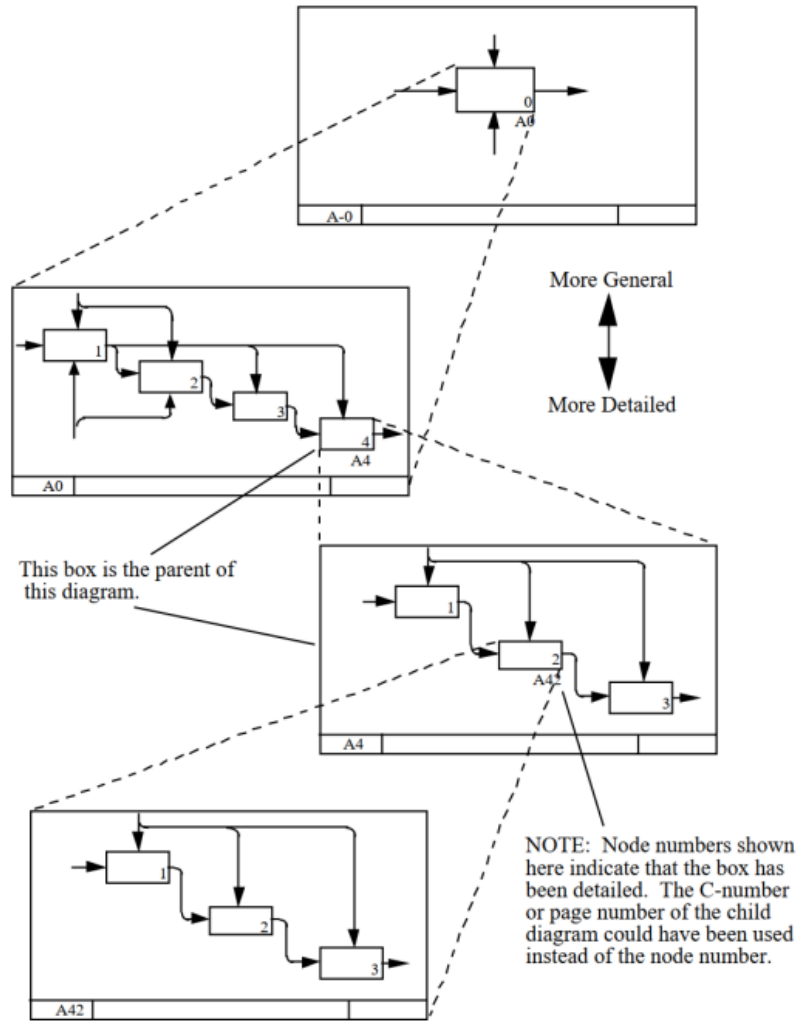 0
A0
A-0
More General
More Detailed
1
2
3
4
A4
A0
This box is the parent of
this diagram.
1
2
A42
3
A4
NOTE: Node numbers shown
here indicate that the box has
been detailed. The C-number
or page number of the child
diagram could have been used
instead of the node number.
1
2
3
A42